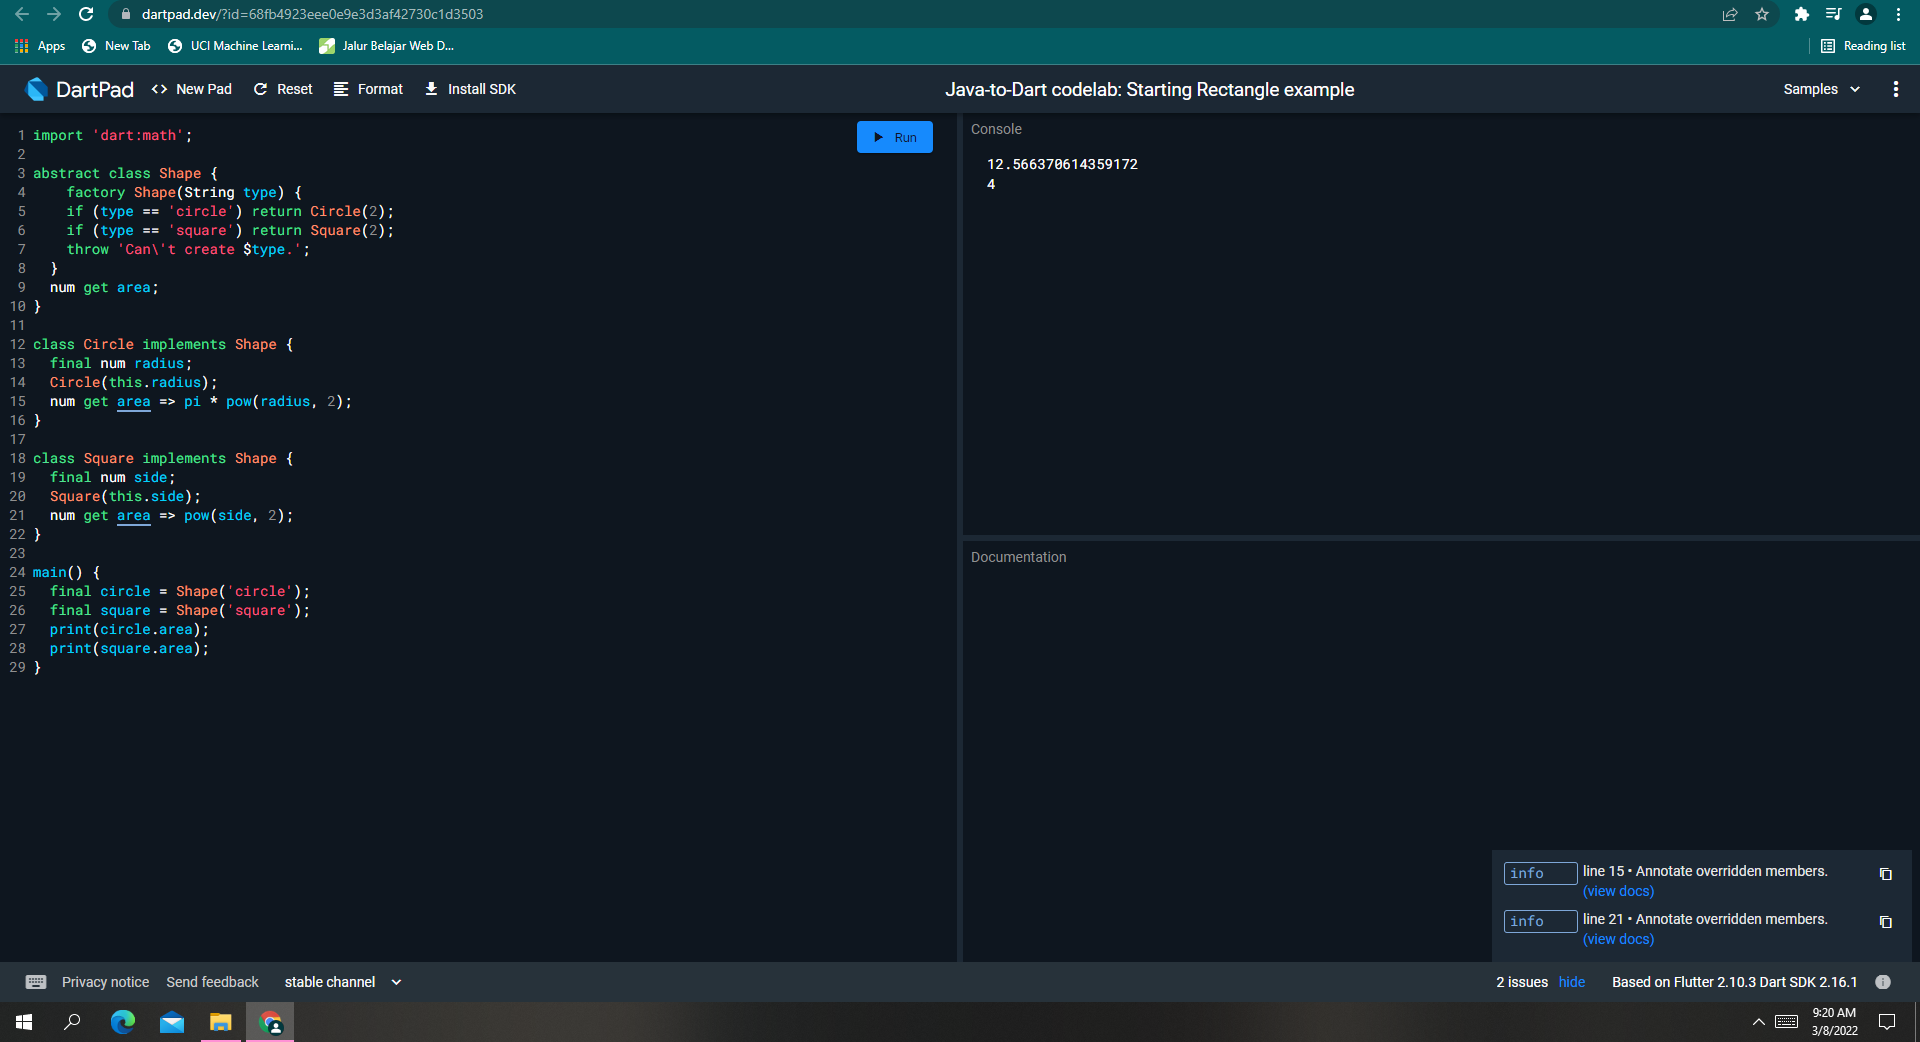 dartpad.dev/?id=68fb4923eee0e9e3d3af42730c1d3503
Apps New Tab UCI Machine Learni... Jalur Belajar Web D... Reading list
DartPad <> New Pad Reset Format Install SDK Java-to-Dart codelab: Starting Rectangle example Samples
Run
1 import 'dart:math';
2
3 abstract class Shape {
4     factory Shape(String type) {
5     if (type == 'circle') return Circle(2);
6     if (type == 'square') return Square(2);
7     throw 'Can\'t create $type.';
8   }
9   num get area;
10 }
11
12 class Circle implements Shape {
13   final num radius;
14   Circle(this.radius);
15   num get area => pi * pow(radius, 2);
16 }
17
18 class Square implements Shape {
19   final num side;
20   Square(this.side);
21   num get area => pow(side, 2);
22 }
23
24 main() {
25   final circle = Shape('circle');
26   final square = Shape('square');
27   print(circle.area);
28   print(square.area);
29 }
Console
12.566370614359172
4
Documentation
info line 15 • Annotate overridden members.
(view docs)
info line 21 • Annotate overridden members.
(view docs)
Privacy notice Send feedback stable channel 2 issues hide Based on Flutter 2.10.3 Dart SDK 2.16.1
9:20 AM
3/8/2022